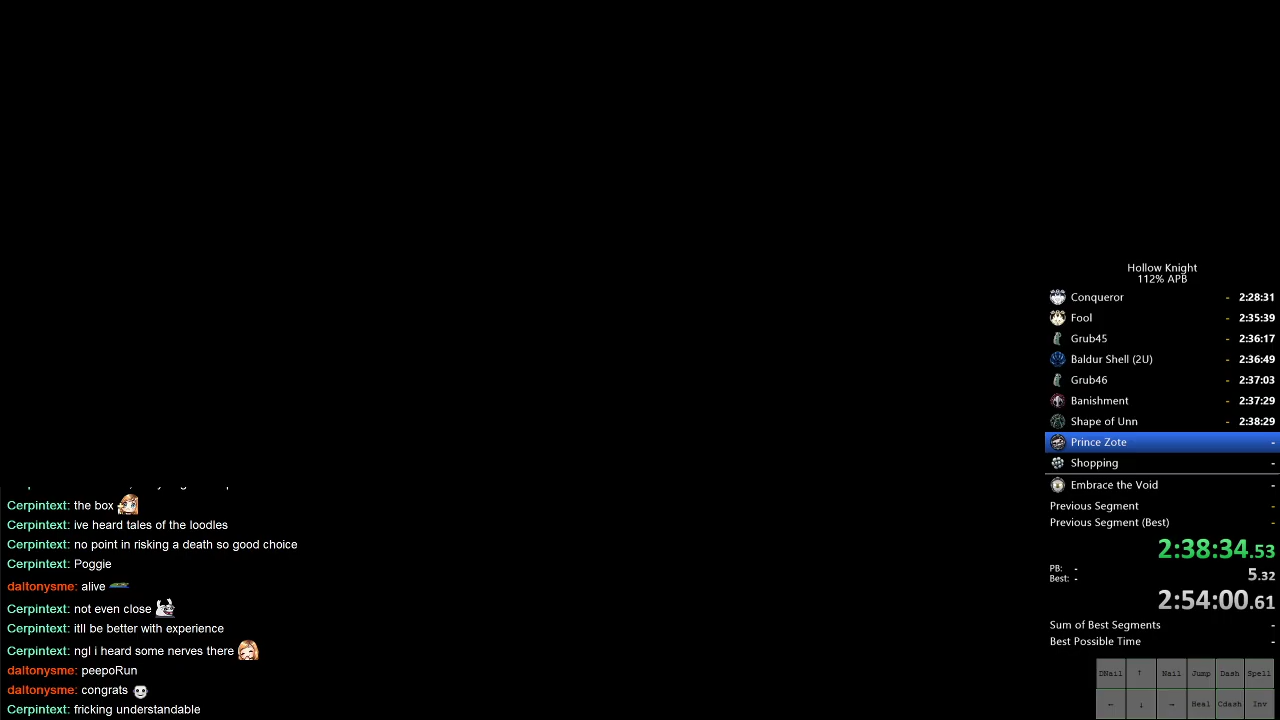 Hollow Knight
112% APB
Conqueror - 2:28:31
Fool - 2:35:39
Grub45 - 2:36:17
Baldur Shell (2U) - 2:36:49
Grub46 - 2:37:03
Banishment - 2:37:29
Shape of Unn - 2:38:29
Prince Zote -
Shopping -
Embrace the Void -
Previous Segment -
Previous Segment (Best) -
2:38:34.53
PB: -
Best: -
5.32
2:54:00.61
Sum of Best Segments -
Best Possible Time -
DNail ↑ Nail Jump Dash Spell
← ↓ → Heal Cdash Inv
Cerpintext: the box
Cerpintext: ive heard tales of the loodles
Cerpintext: no point in risking a death so good choice
Cerpintext: Poggie
daltonysme: alive
Cerpintext: not even close
Cerpintext: itll be better with experience
Cerpintext: ngl i heard some nerves there
daltonysme: peepoRun
daltonysme: congrats
Cerpintext: fricking understandable